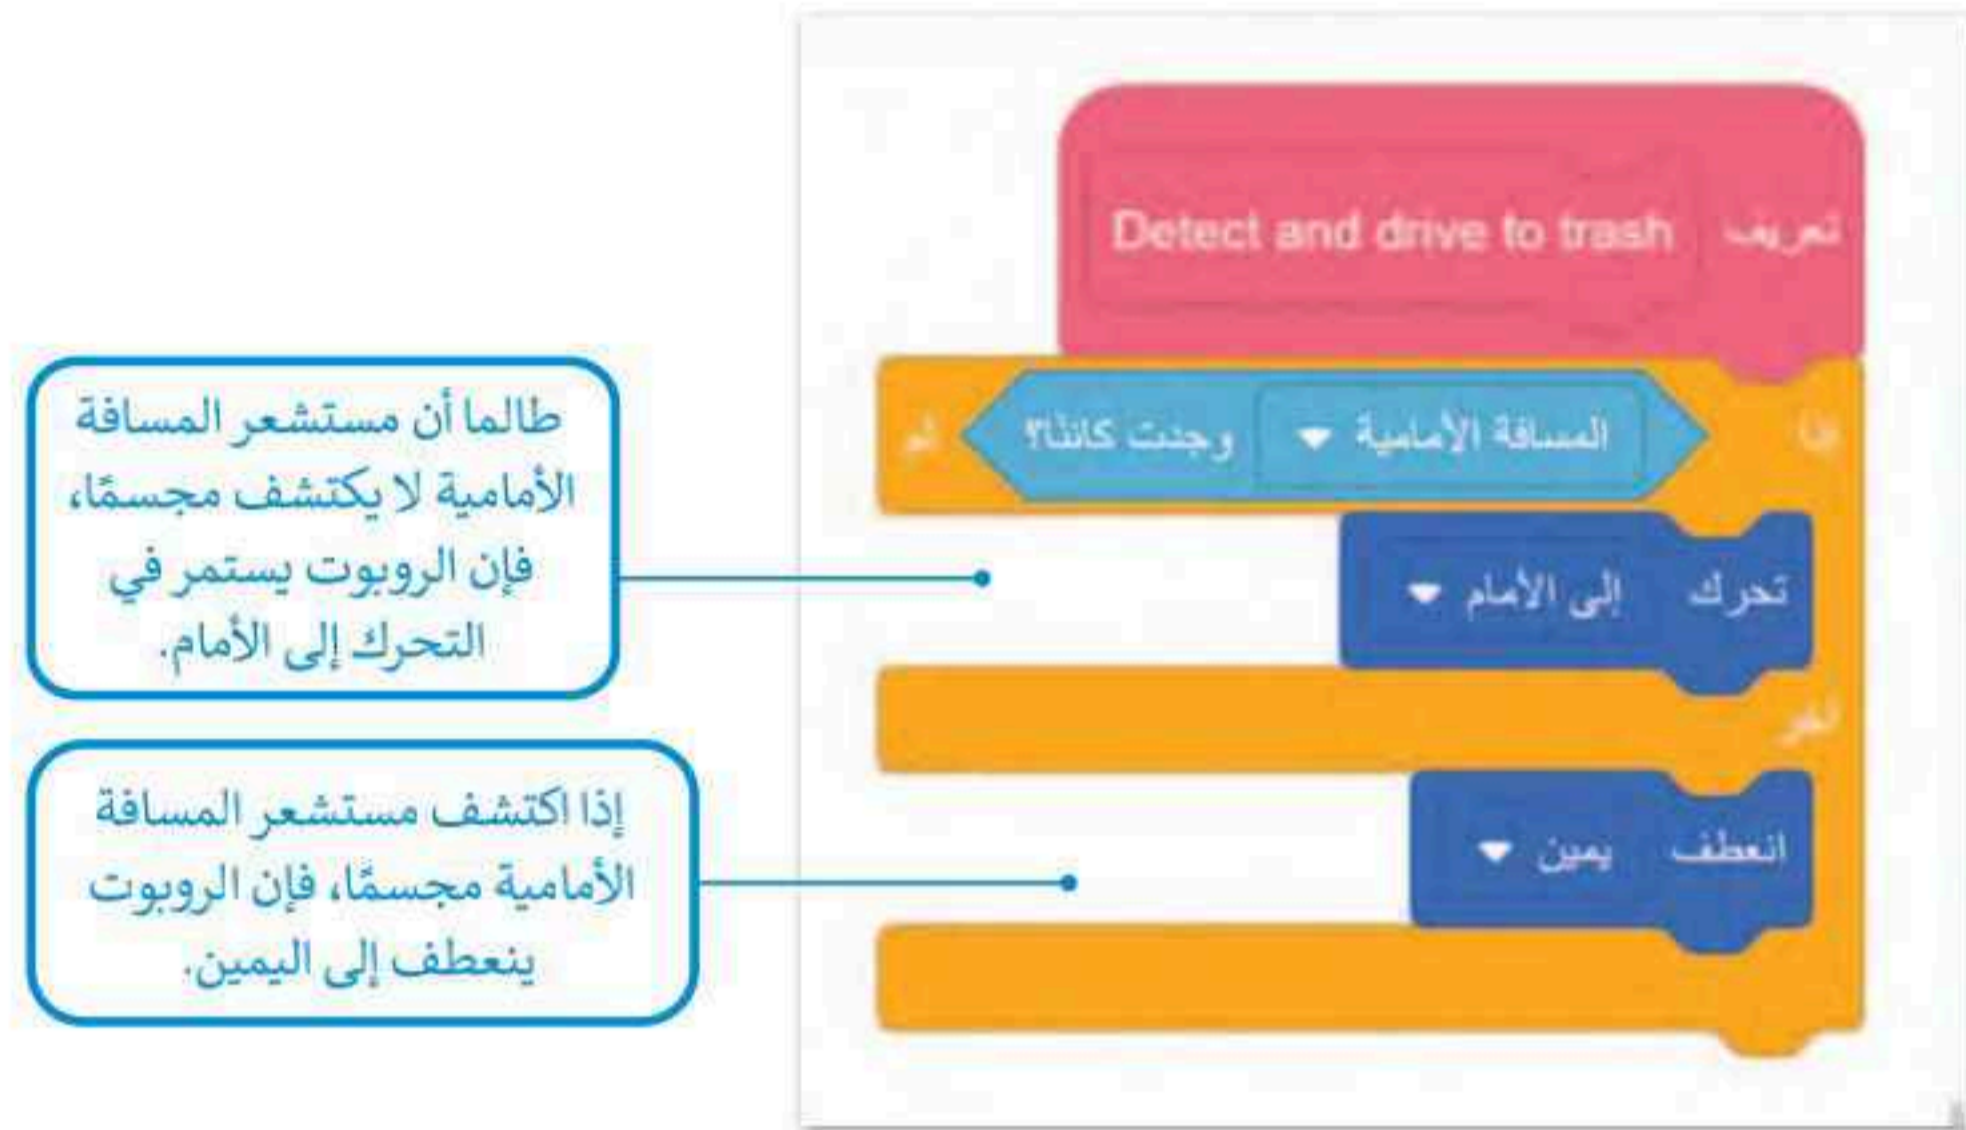 تعريف Detect and drive to trash
إذا المسافة الأمامية وجدت كائنًا؟ ثم
تحرك إلى الأمام
انعطف يمين
طالما أن مستشعر المسافة
الأمامية لا يكتشف مجسمًا،
فإن الروبوت يستمر في
التحرك إلى الأمام.
إذا اكتشف مستشعر المسافة
الأمامية مجسمًا، فإن الروبوت
ينعطف إلى اليمين.